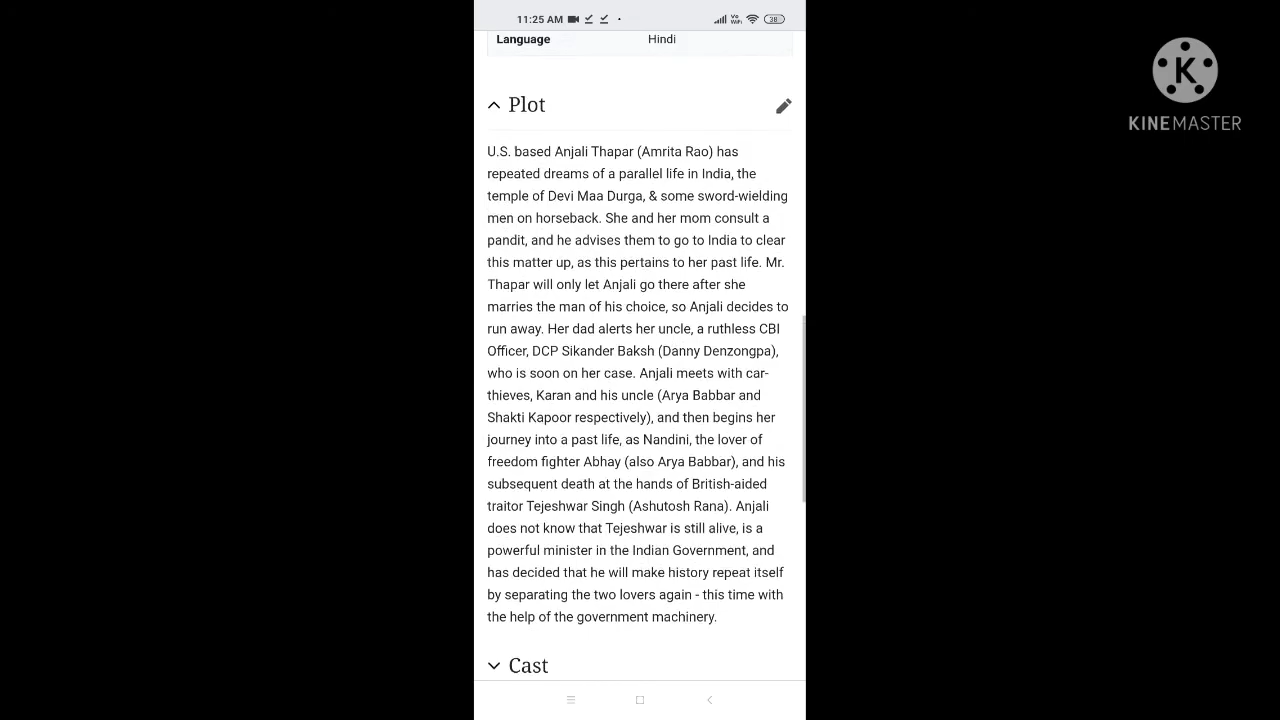 11:25 AM
Vo
WiFi
38
Language Hindi
Plot
U.S. based Anjali Thapar (Amrita Rao) has
repeated dreams of a parallel life in India, the
temple of Devi Maa Durga, & some sword-wielding
men on horseback. She and her mom consult a
pandit, and he advises them to go to India to clear
this matter up, as this pertains to her past life. Mr.
Thapar will only let Anjali go there after she
marries the man of his choice, so Anjali decides to
run away. Her dad alerts her uncle, a ruthless CBI
Officer, DCP Sikander Baksh (Danny Denzongpa),
who is soon on her case. Anjali meets with car-
thieves, Karan and his uncle (Arya Babbar and
Shakti Kapoor respectively), and then begins her
journey into a past life, as Nandini, the lover of
freedom fighter Abhay (also Arya Babbar), and his
subsequent death at the hands of British-aided
traitor Tejeshwar Singh (Ashutosh Rana). Anjali
does not know that Tejeshwar is still alive, is a
powerful minister in the Indian Government, and
has decided that he will make history repeat itself
by separating the two lovers again - this time with
the help of the government machinery.
Cast
K
KINEMASTER